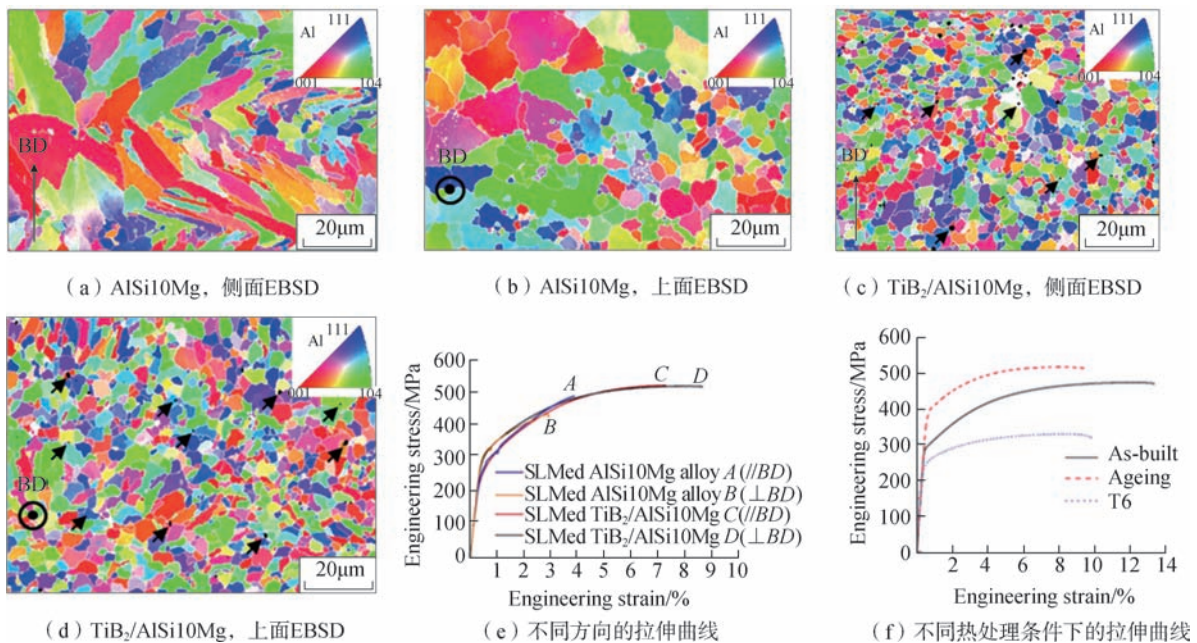 111
Al
001
104
BD
20μm
(a)AlSi10Mg,侧面EBSD
111
Al
001
104
BD
20μm
(b)AlSi10Mg,上面EBSD
111
Al
001
104
BD
20μm
(c)TiB₂/AlSi10Mg,侧面EBSD
111
Al
001
104
BD
20μm
(d)TiB₂/AlSi10Mg,上面EBSD
Engineering stress/MPa
600
500
400
300
200
100
0
A
B
C
D
SLMed AlSi10Mg alloy A(//BD)
SLMed AlSi10Mg alloy B(⊥BD)
SLMed TiB₂/AlSi10Mg C(//BD)
SLMed TiB₂/AlSi10Mg D(⊥BD)
1 2 3 4 5 6 7 8 9 10
Engineering strain/%
(e)不同方向的拉伸曲线
Engineering stress/MPa
600
500
400
300
200
100
0
As-built
Ageing
T6
2 4 6 8 10 12 14
Engineering strain/%
(f)不同热处理条件下的拉伸曲线